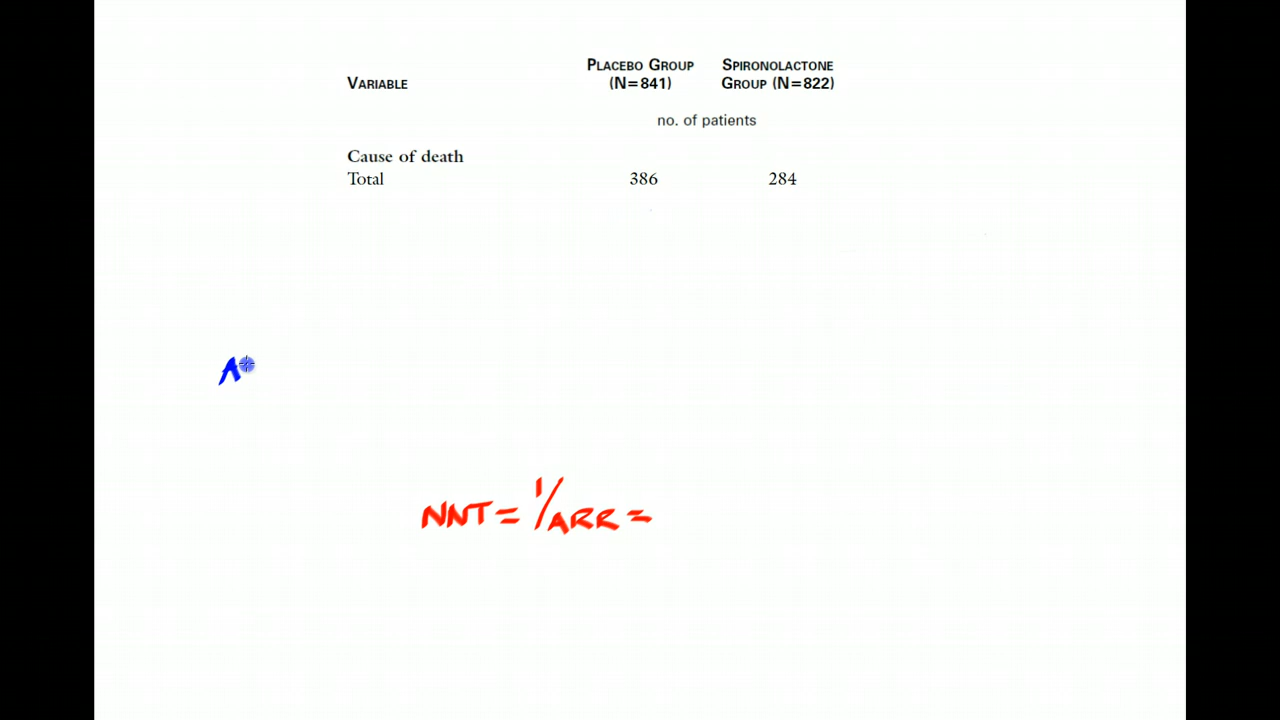 PLACEBO GROUP SPIRONOLACTONE
VARIABLE (N=841) GROUP (N=822)
no. of patients
Cause of death
Total 386 284
A
NNT = 1/ARR =